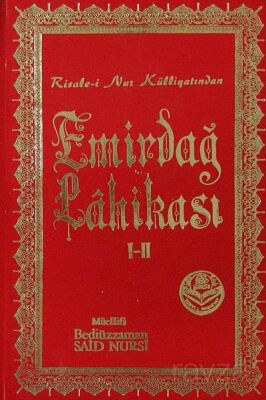 Risale-i Nur Külliyatından
Emirdağ
Lâhikası
I-II
Müellifi
Bediüzzaman
SAİD NURSİ